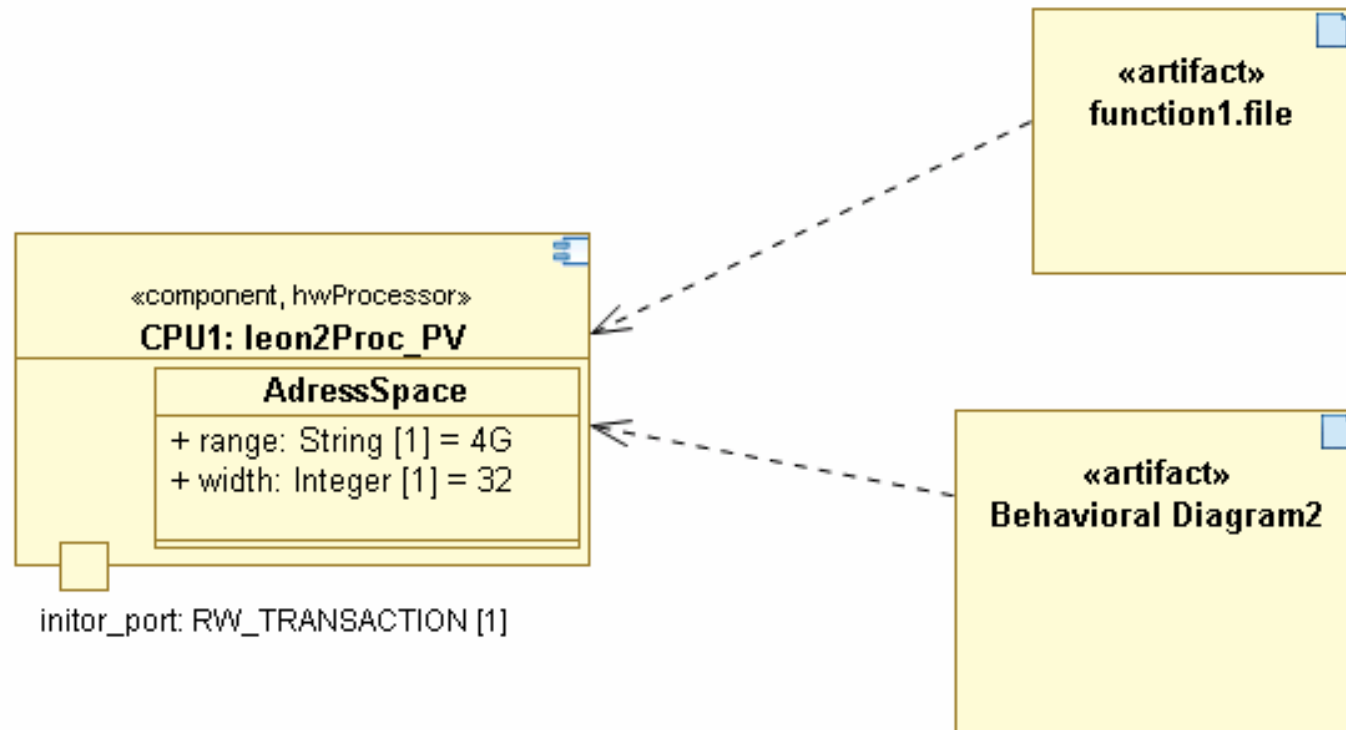 «artifact»
function1.file
«component, hwProcessor»
CPU1: leon2Proc_PV
AdressSpace
+ range: String [1] = 4G
+ width: Integer [1] = 32
initor_port: RW_TRANSACTION [1]
«artifact»
Behavioral Diagram2